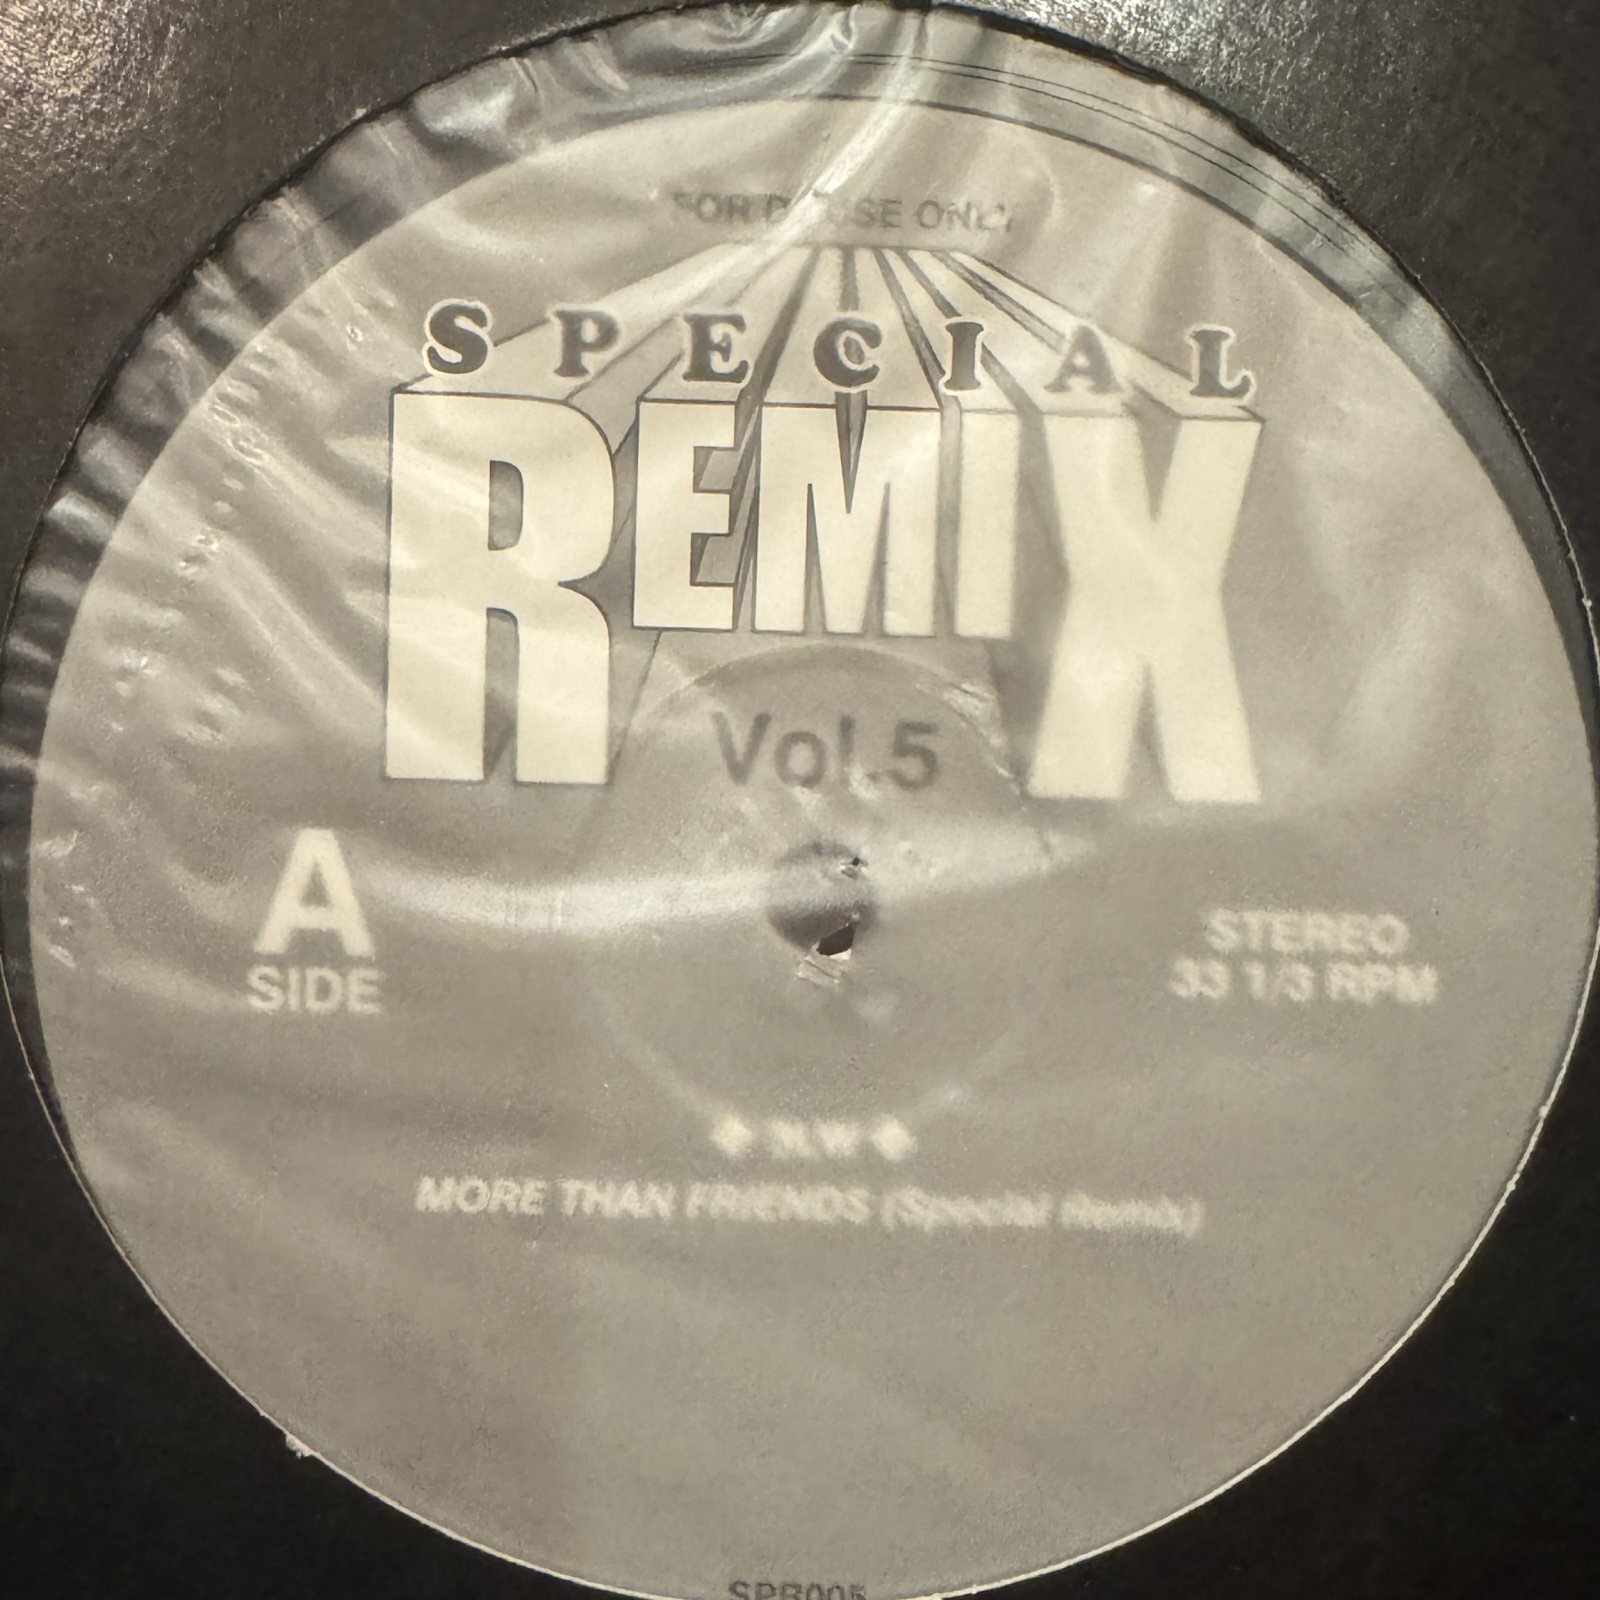 FOR DJ USE ONLY
SPECIAL
REMIX
Vol.5
A
SIDE
STEREO
33 1/3 RPM
MORE THAN FRIENDS (Special Remix)
SPR005